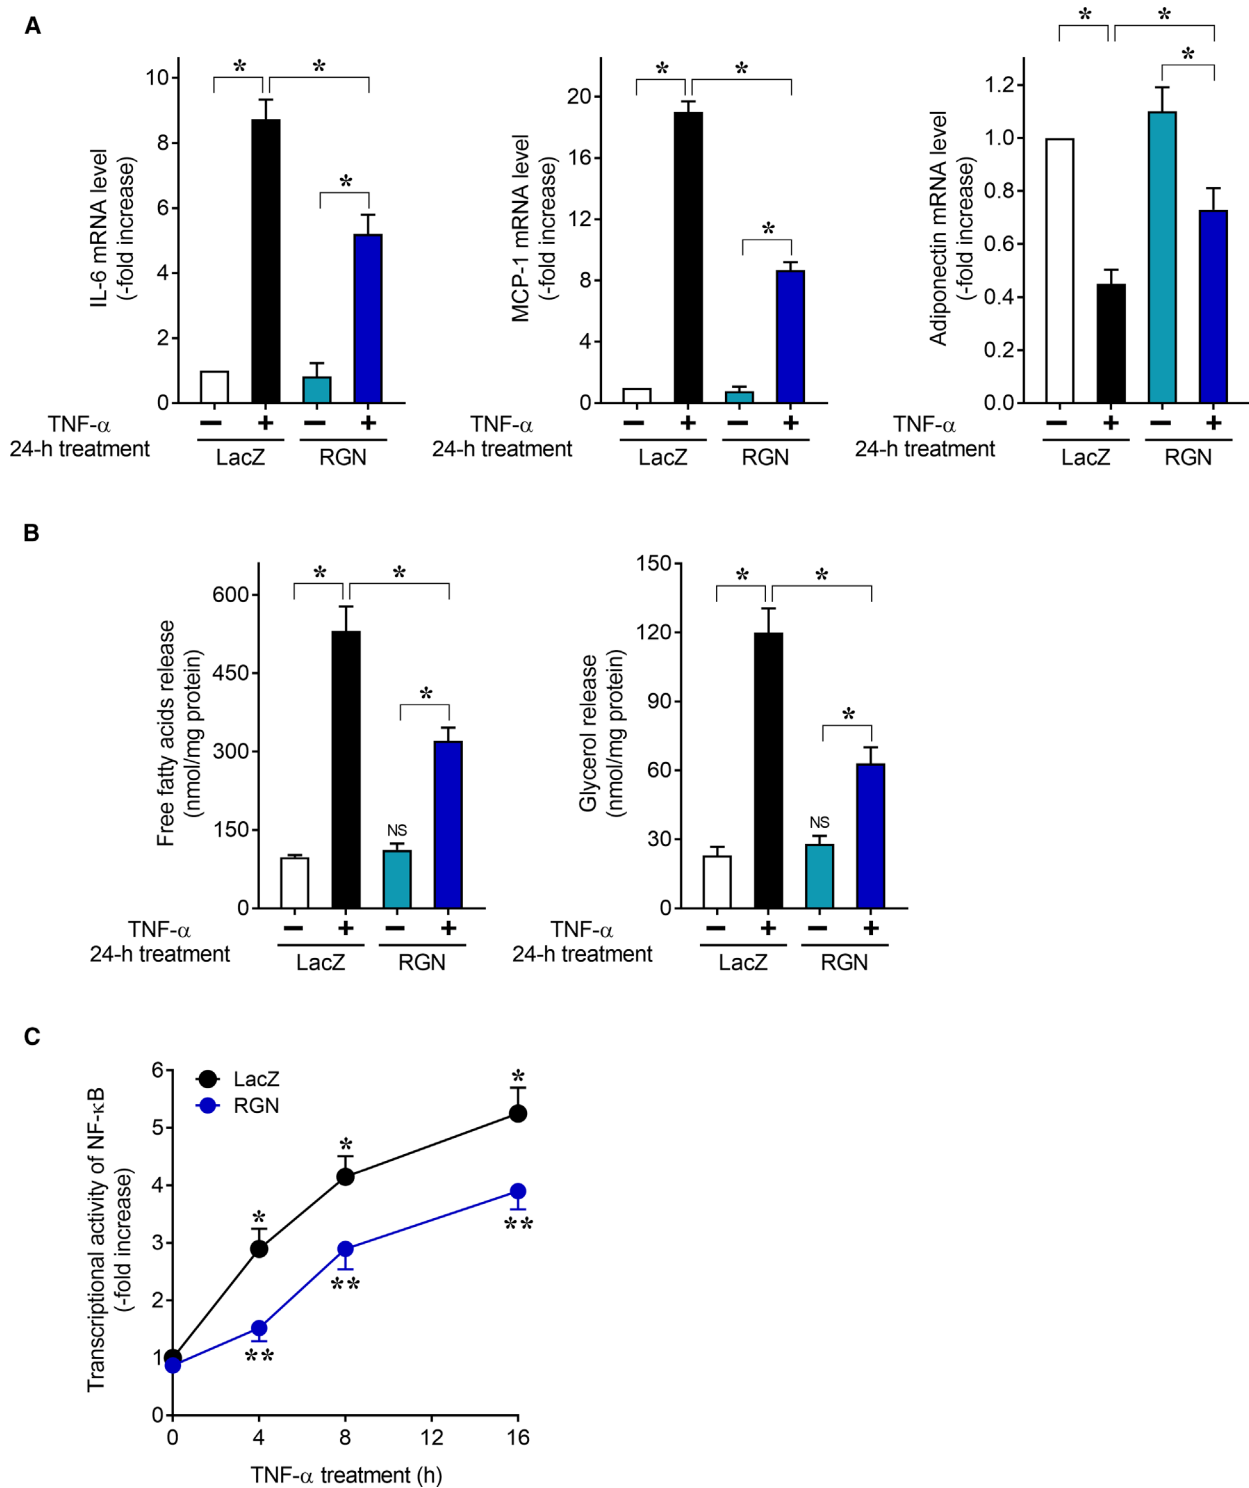 A
IL-6 mRNA level
(-fold increase)
10
8
6
4
2
0
* *
*
TNF-α
24-h treatment
− + − +
LacZ RGN
MCP-1 mRNA level
(-fold increase)
20
16
12
8
4
0
* *
*
TNF-α
24-h treatment
− + − +
LacZ RGN
Adiponectin mRNA level
(-fold increase)
1.2
1.0
0.8
0.6
0.4
0.2
0.0
* *
*
TNF-α
24-h treatment
− + − +
LacZ RGN
B
Free fatty acids release
(nmol/mg protein)
600
450
300
150
0
* *
*
NS
TNF-α
24-h treatment
− + − +
LacZ RGN
Glycerol release
(nmol/mg protein)
150
120
90
60
30
0
* *
*
NS
TNF-α
24-h treatment
− + − +
LacZ RGN
C
Transcriptional activity of NF-κB
(-fold increase)
6
5
4
3
2
1
0
LacZ
RGN
*
*
*
**
**
**
0 4 8 12 16
TNF-α treatment (h)